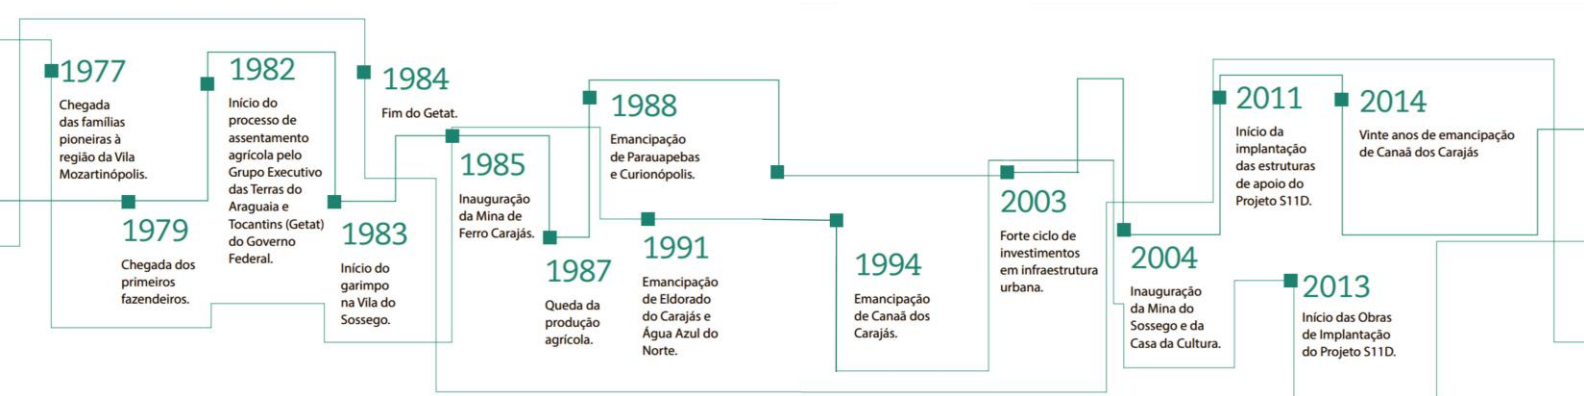 1977
Chegada
das famílias
pioneiras à
região da Vila
Mozartinópolis.
1979
Chegada dos
primeiros
fazendeiros.
1982
Início do
processo de
assentamento
agrícola pelo
Grupo Executivo
das Terras do
Araguaia e
Tocantins (Getat)
do Governo
Federal.
1983
Início do
garimpo
na Vila do
Sossego.
1984
Fim do Getat.
1985
Inauguração
da Mina de
Ferro Carajás.
1987
Queda da
produção
agrícola.
1988
Emancipação
de Parauapebas
e Curionópolis.
1991
Emancipação
de Eldorado
do Carajás e
Água Azul do
Norte.
1994
Emancipação
de Canaã dos
Carajás.
2003
Forte ciclo de
investimentos
em infraestrutura
urbana.
2004
Inauguração
da Mina do
Sossego e da
Casa da Cultura.
2011
Início da
implantação
das estruturas
de apoio do
Projeto S11D.
2013
Início das Obras
de Implantação
do Projeto S11D.
2014
Vinte anos de emancipação
de Canaã dos Carajás